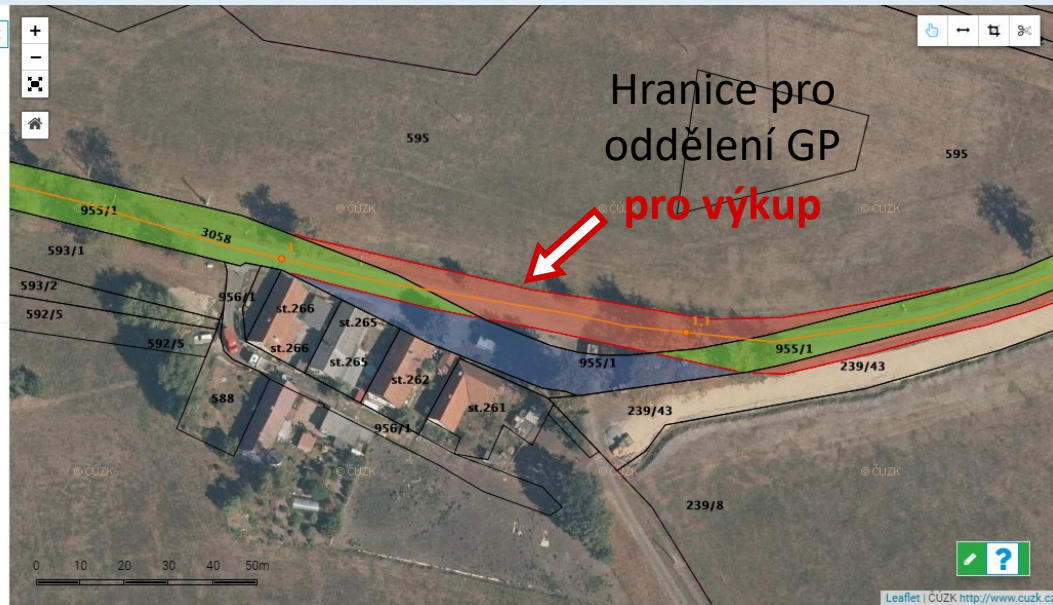 +
−
Hranice pro
oddělení GP
pro výkup
595
595
© ČÚZK
© ČÚZK
© ČÚZK
955/1
3058
1
593/1
593/2
592/5
592/5
956/1
st.266
st.265
st.266
st.265
st.262
st.261
588
956/1
1,1
955/1
955/1
239/43
239/43
© ČÚZK
© ČÚZK
© ČÚZK
© ČÚZK
239/8
0 10 20 30 40 50m
?
Leaflet | ČÚZK http://www.cuzk.cz